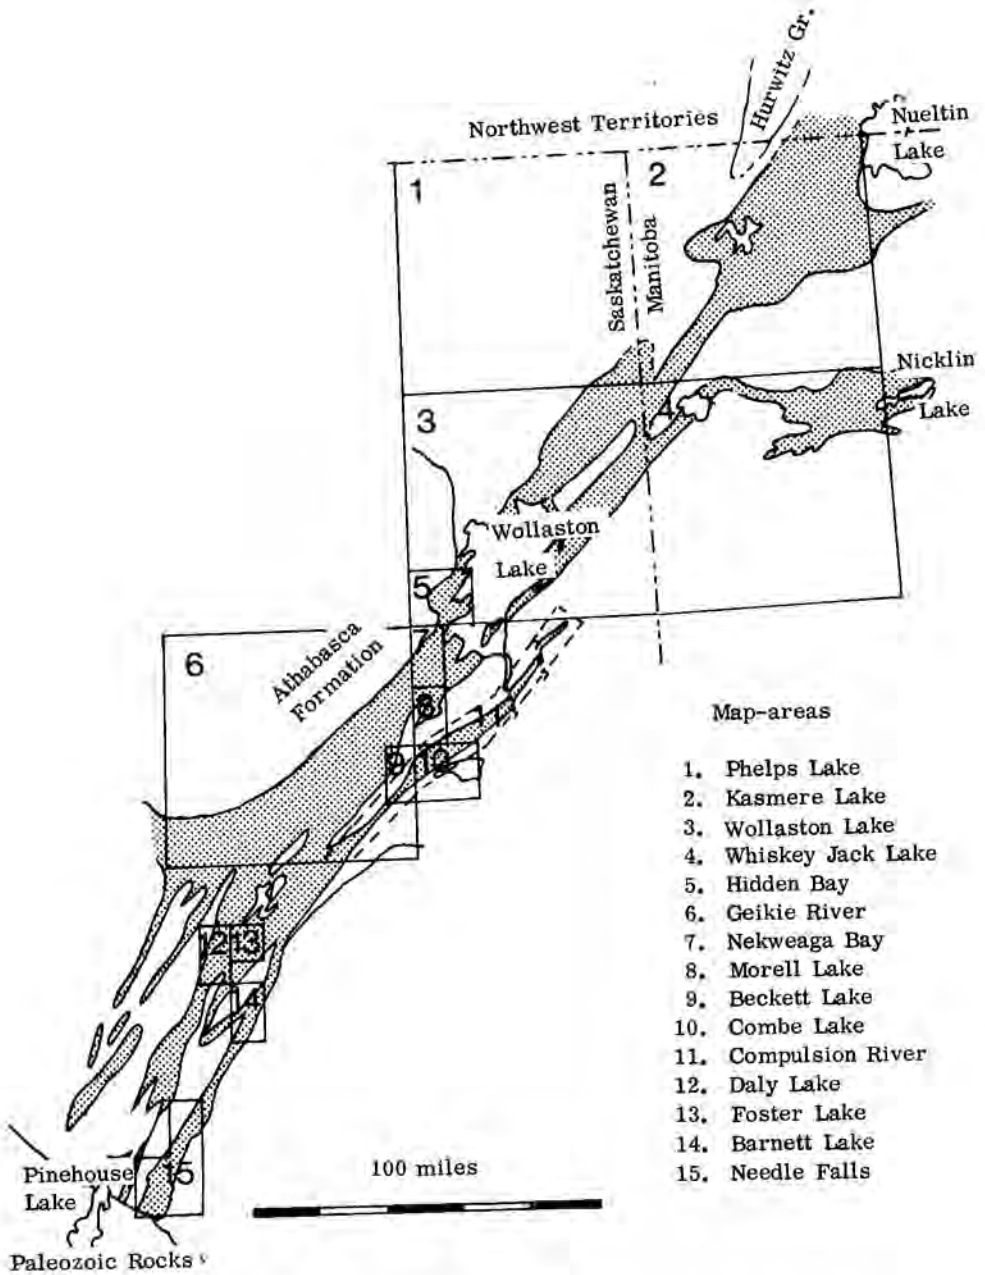 Hurwitz Gr.
Northwest Territories
Nueltin
Lake
1
2
Saskatchewan
Manitoba
Nicklin
Lake
3
4
Wollaston
Lake
5
6
Athabasca
Formation
7
8
9
10
11
12
13
14
15
Pinehouse
Lake
Paleozoic Rocks
100 miles
Map-areas
1. Phelps Lake
2. Kasmere Lake
3. Wollaston Lake
4. Whiskey Jack Lake
5. Hidden Bay
6. Geikie River
7. Nekweaga Bay
8. Morell Lake
9. Beckett Lake
10. Combe Lake
11. Compulsion River
12. Daly Lake
13. Foster Lake
14. Barnett Lake
15. Needle Falls